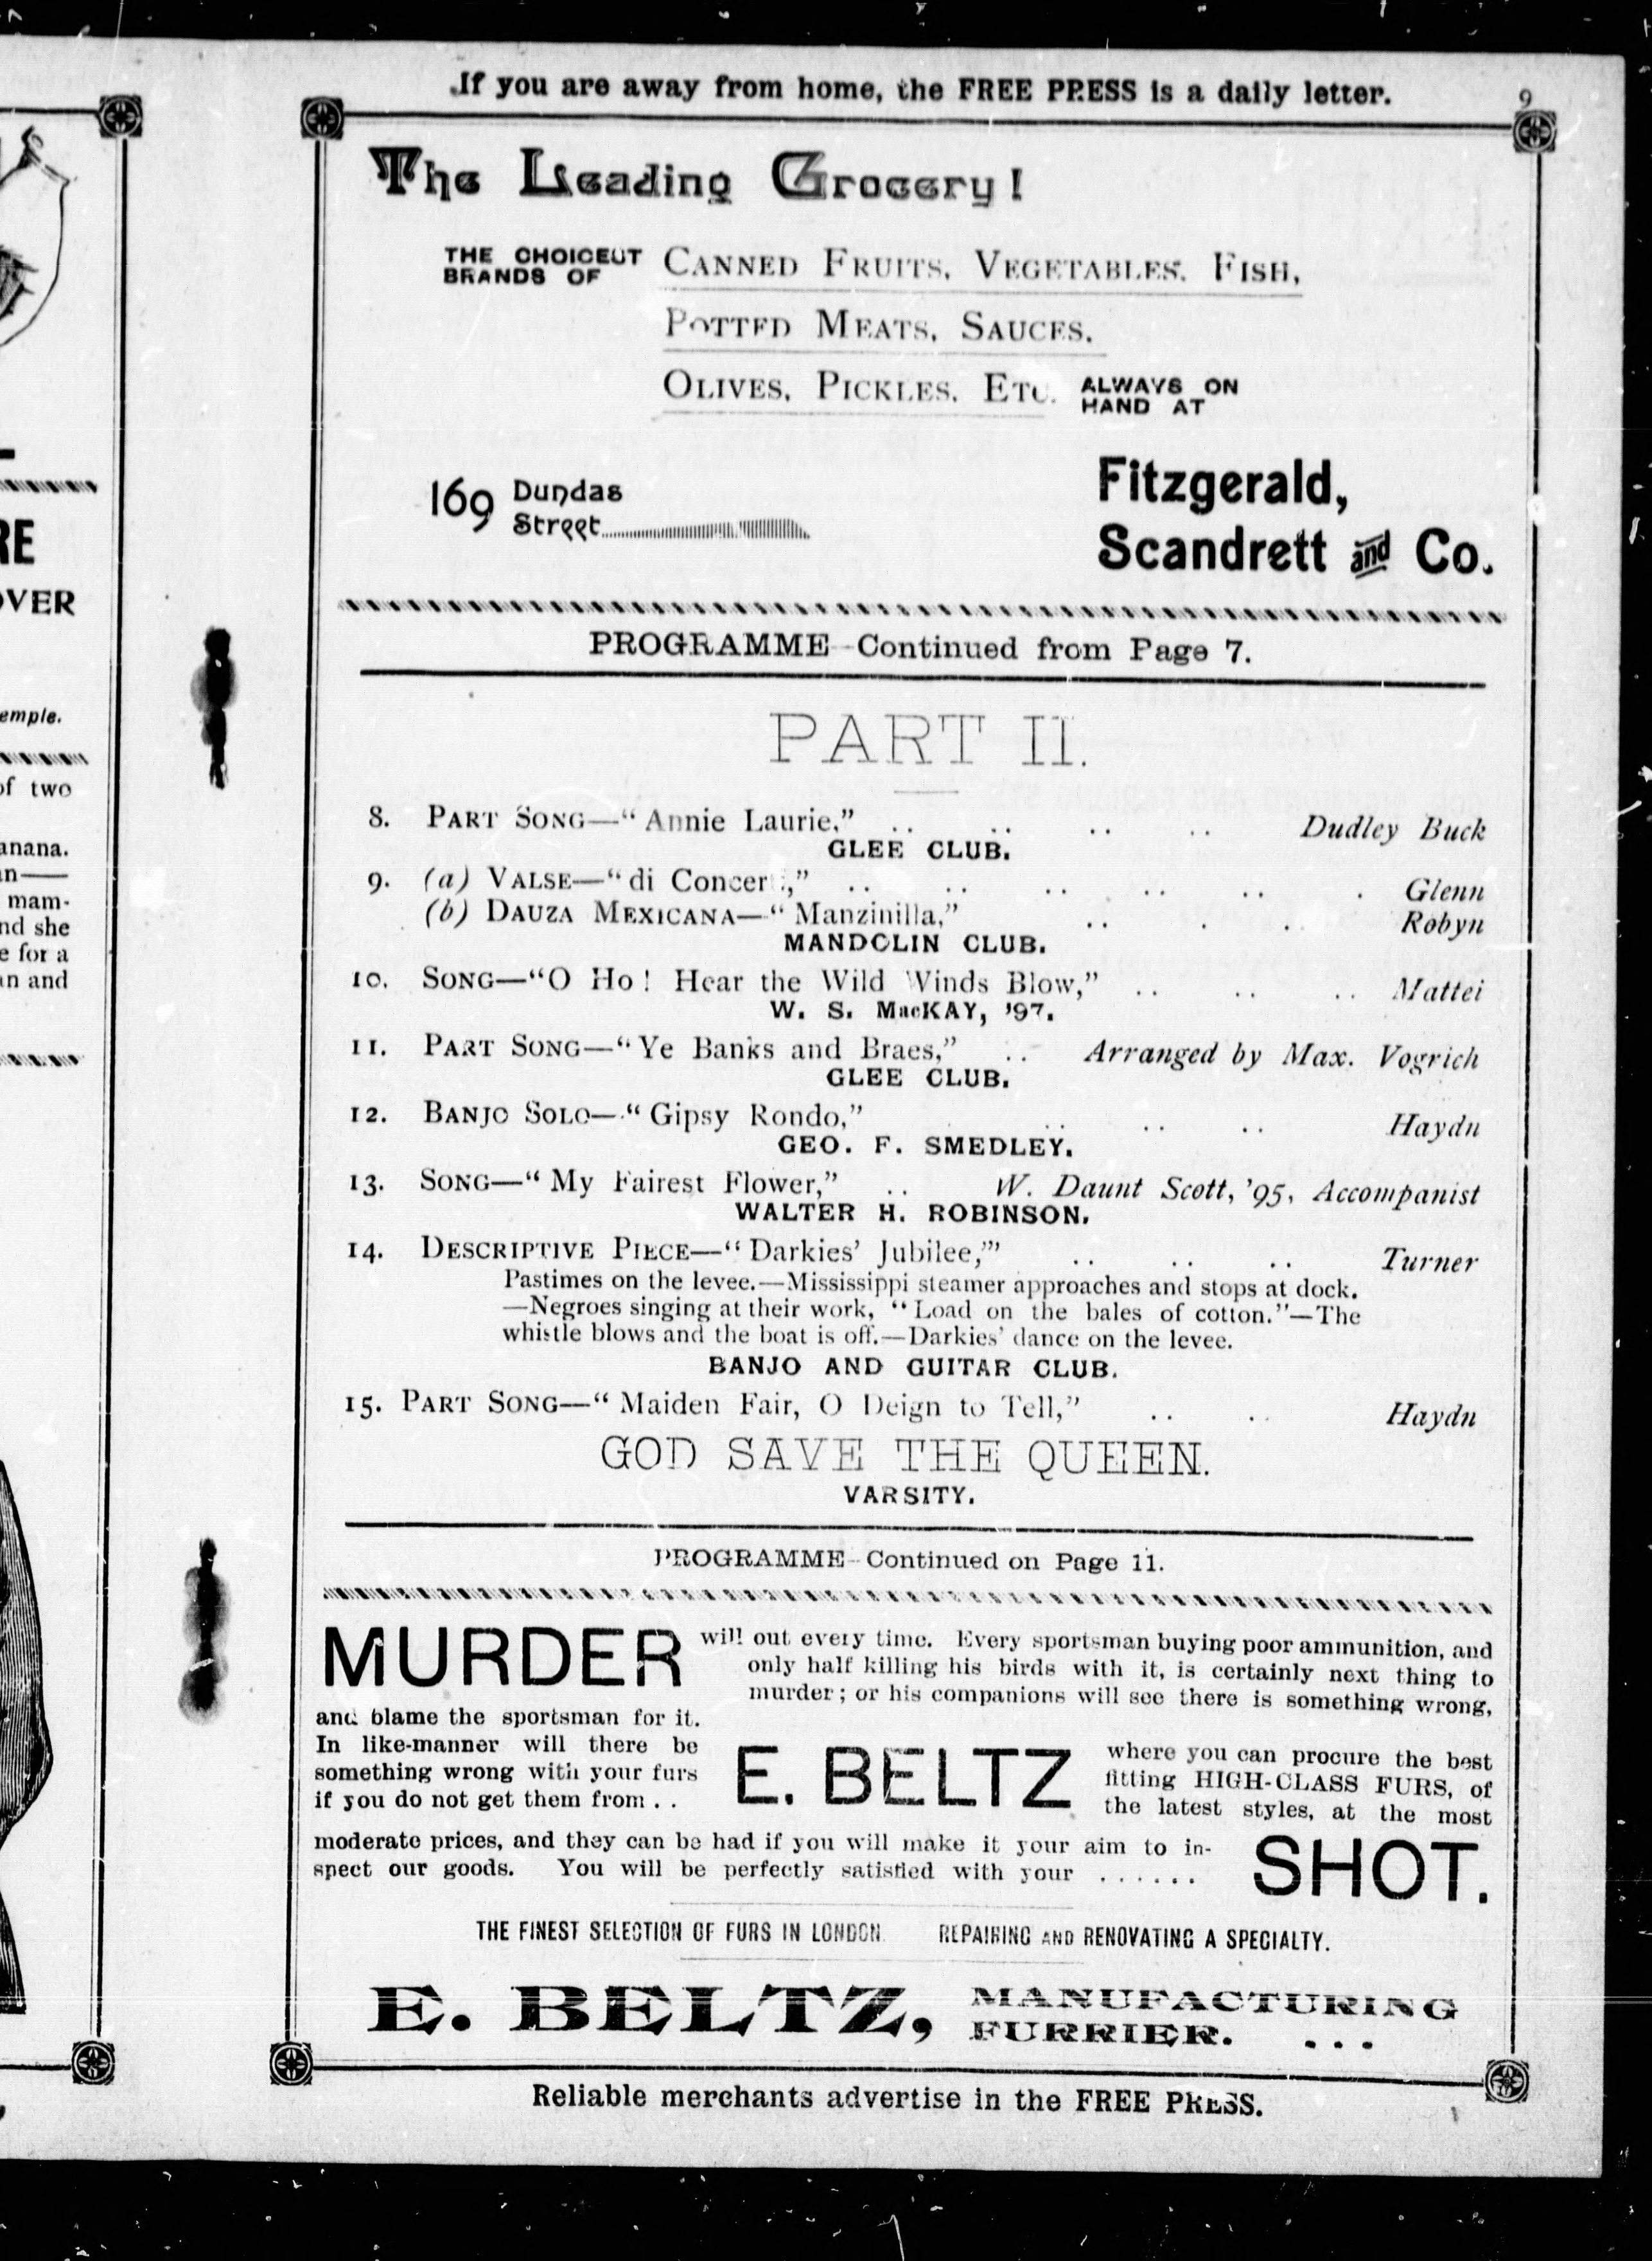 RE
OVER
emple.
of two
anana.
mam-
nd she
e for a
an and
If you are away from home, the FREE PRESS is a daily letter.
9
The Leading Grocery!
THE CHOICEUT
BRANDS OF
CANNED FRUITS, VEGETABLES, FISH,
POTTED MEATS, SAUCES,
OLIVES, PICKLES, ETC. ALWAYS ON
HAND AT
169 Dundas
Street
Fitzgerald,
Scandrett and Co.
PROGRAMME—Continued from Page 7.
PART II.
8. PART SONG—"Annie Laurie," .. .. .. .. Dudley Buck
GLEE CLUB.
9. (a) VALSE—"di Concert," .. .. .. .. .. . Glenn
(b) DAUZA MEXICANA—"Manzinilla," .. . .. Robyn
MANDOLIN CLUB.
10. SONG—"O Ho! Hear the Wild Winds Blow," .. .. .. Mattei
W. S. MacKAY, '97.
11. PART SONG—"Ye Banks and Braes," .. Arranged by Max. Vogrich
GLEE CLUB.
12. BANJO SOLO—"Gipsy Rondo," .. .. .. Haydn
GEO. F. SMEDLEY.
13. SONG—"My Fairest Flower," .. W. Daunt Scott, '95, Accompanist
WALTER H. ROBINSON.
14. DESCRIPTIVE PIECE—"Darkies' Jubilee,'" .. .. .. Turner
Pastimes on the levee.—Mississippi steamer approaches and stops at dock.
—Negroes singing at their work, "Load on the bales of cotton."—The
whistle blows and the boat is off.—Darkies' dance on the levee.
BANJO AND GUITAR CLUB.
15. PART SONG—"Maiden Fair, O Deign to Tell," .. .. Haydn
GOD SAVE THE QUEEN.
VARSITY.
PROGRAMME—Continued on Page 11.
MURDER will out every time. Every sportsman buying poor ammunition, and
only half killing his birds with it, is certainly next thing to
murder; or his companions will see there is something wrong,
and blame the sportsman for it.
In like-manner will there be
something wrong with your furs
if you do not get them from . .
E. BELTZ
where you can procure the best
fitting HIGH-CLASS FURS, of
the latest styles, at the most
moderate prices, and they can be had if you will make it your aim to in-
spect our goods. You will be perfectly satisfied with your . . . . . .
SHOT.
THE FINEST SELECTION OF FURS IN LONDON. REPAIRING AND RENOVATING A SPECIALTY.
E. BELTZ, MANUFACTURING
FURRIER. . . .
Reliable merchants advertise in the FREE PRESS.